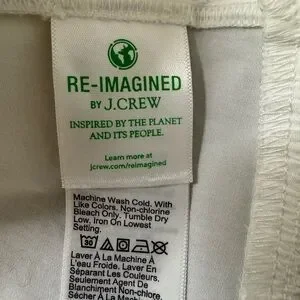 RE-IMAGINED
BY J.CREW
INSPIRED BY THE PLANET
AND ITS PEOPLE.
Learn more at
jcrew.com/reimagined
Machine Wash Cold. With
Like Colors. Non-chlorine
Bleach Only. Tumble Dry
Low, Iron On Lowest
Setting.
30
Laver À La Machine À
L'eau Froide. Laver En
Séparant Les Couleurs.
Seulement Agent De
Blanchiment Non-chlore.
Sécher À La Machine